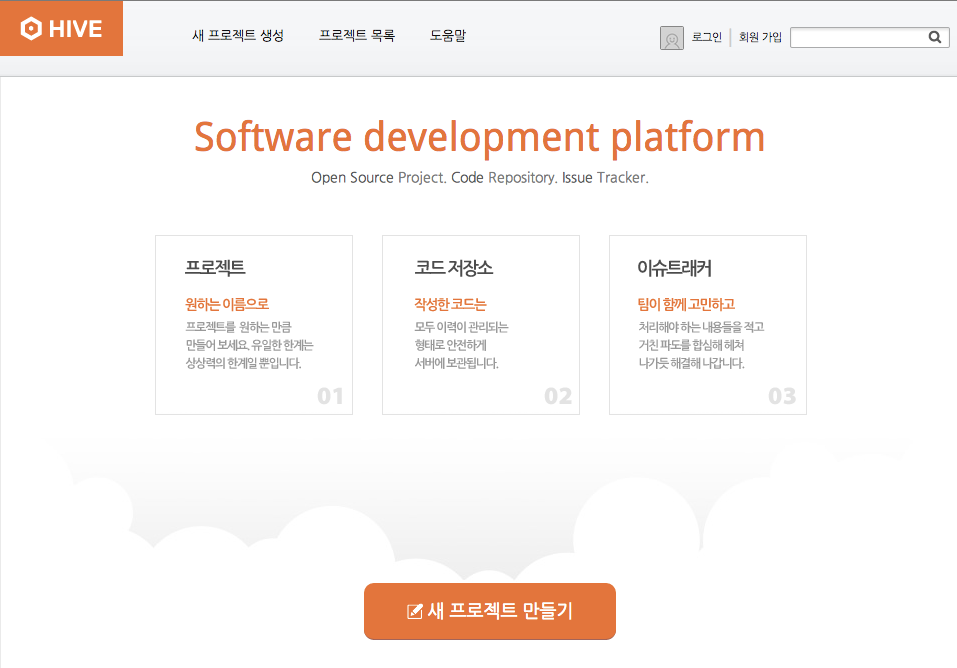 HIVE
새 프로젝트 생성 프로젝트 목록 도움말 로그인 회원 가입
Software development platform
Open Source Project. Code Repository. Issue Tracker.
프로젝트
원하는 이름으로
프로젝트를 원하는 만큼
만들어 보세요. 유일한 한계는
상상력의 한계일 뿐입니다.
01
코드 저장소
작성한 코드는
모두 이력이 관리되는
형태로 안전하게
서버에 보관됩니다.
02
이슈트래커
팀이 함께 고민하고
처리해야 하는 내용들을 적고
거친 파도를 합심해 헤쳐
나가듯 해결해 나갑니다.
03
새 프로젝트 만들기